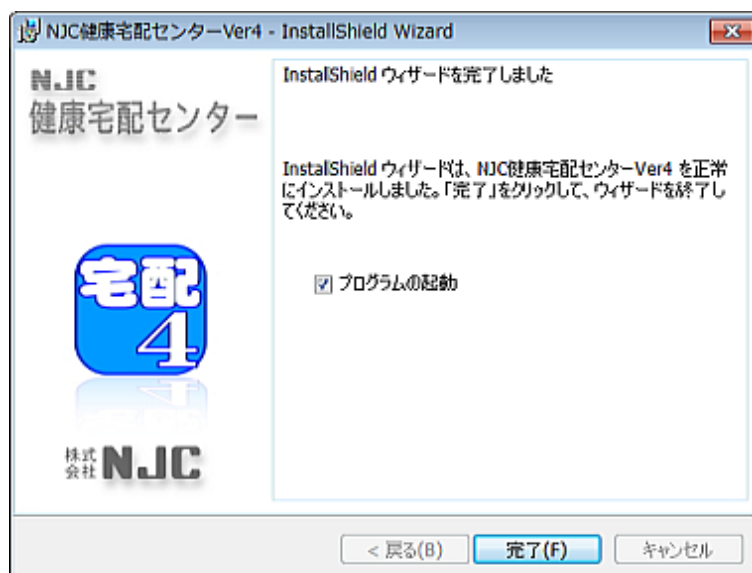 NJC健康宅配センターVer4 - InstallShield Wizard
NJC
健康宅配センター
宅配
4
株式
会社 NJC
InstallShield ウィザードを完了しました
InstallShield ウィザードは、NJC健康宅配センターVer4 を正常
にインストールしました。「完了」をクリックして、ウィザードを終了し
てください。
プログラムの起動
< 戻る(B)
完了(F)
キャンセル